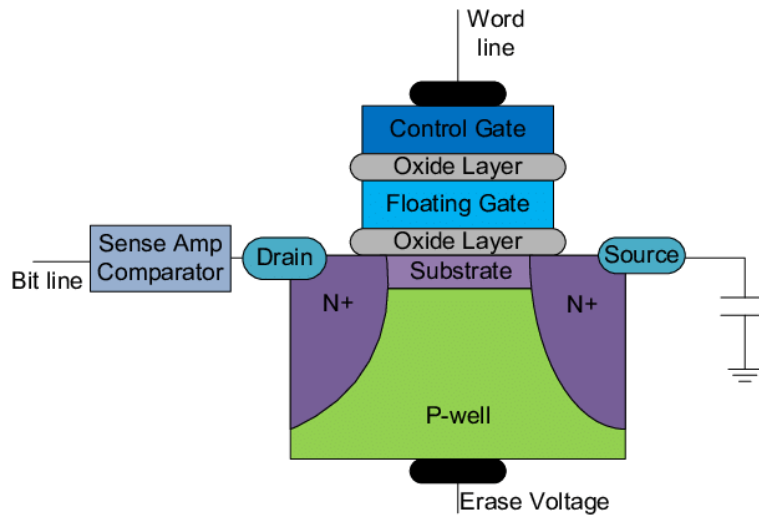 Word
line
Control Gate
Oxide Layer
Floating Gate
Oxide Layer
Sense Amp
Comparator
Bit line
Drain
Source
Substrate
N+
N+
P-well
Erase Voltage